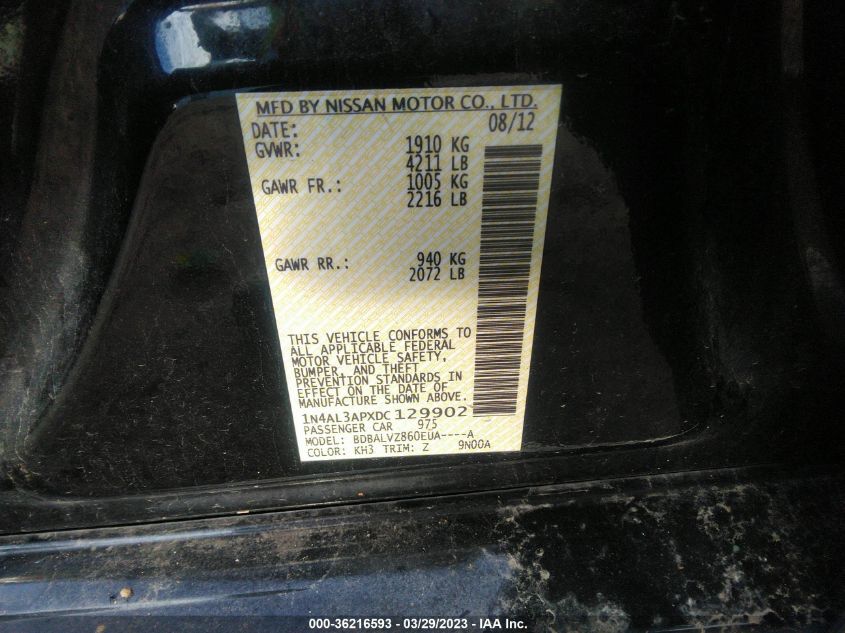 MFD BY NISSAN MOTOR CO., LTD.
DATE: 08/12
GVWR: 1910 KG
4211 LB
GAWR FR.: 1005 KG
2216 LB
GAWR RR.: 940 KG
2072 LB
THIS VEHICLE CONFORMS TO
ALL APPLICABLE FEDERAL
MOTOR VEHICLE SAFETY,
BUMPER, AND THEFT
PREVENTION STANDARDS IN
EFFECT ON THE DATE OF
MANUFACTURE SHOWN ABOVE.
1N4AL3APXDC 129902
PASSENGER CAR 975
MODEL: BDBALVZ860EUA----A
COLOR: KH3 TRIM: Z 9N00A
000-36216593 - 03/29/2023 - IAA Inc.